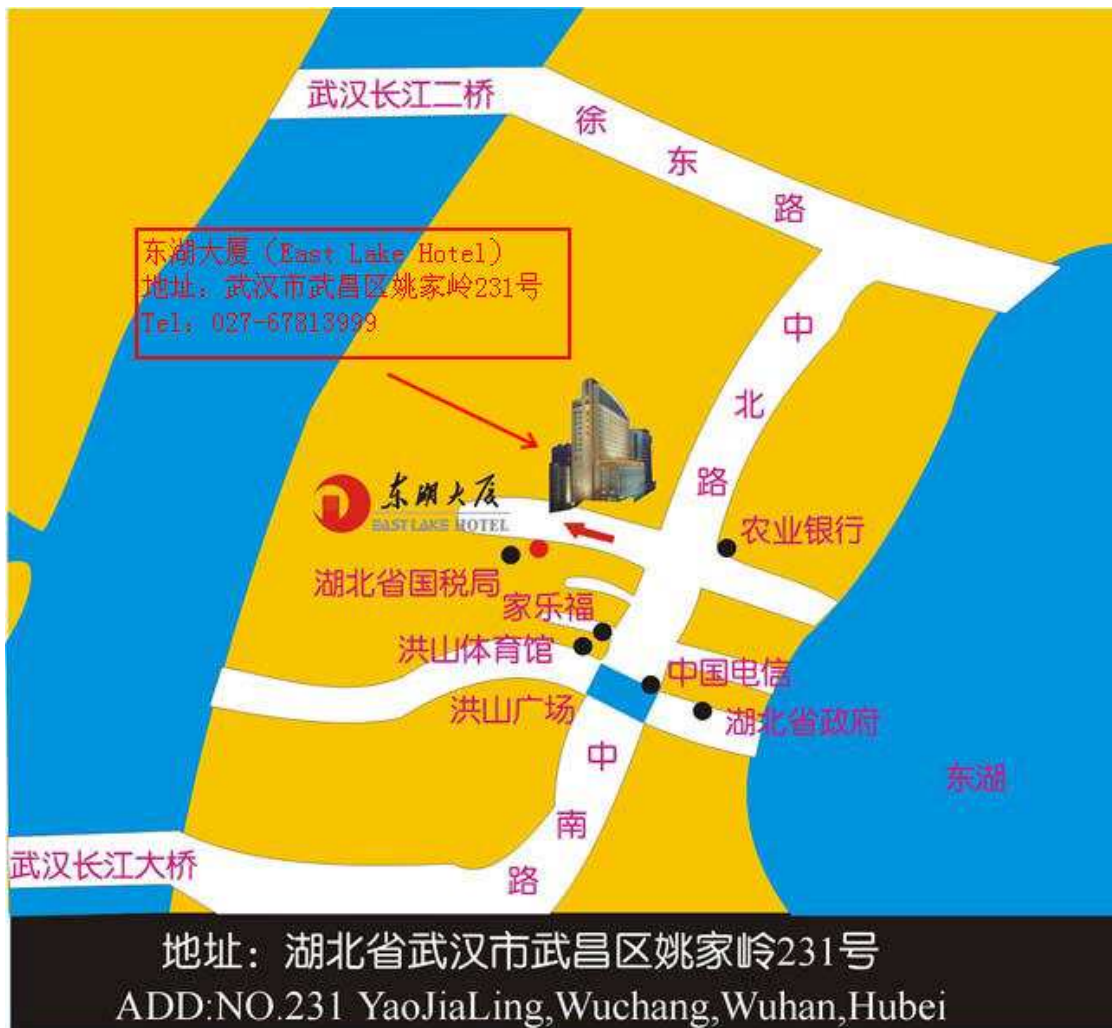 武汉长江二桥
徐东路
东湖大厦（East Lake Hotel）
地址：武汉市武昌区姚家岭231号
Tel：027-67813999
中北路
东湖大厦
EAST LAKE HOTEL
农业银行
湖北省国税局
家乐福
洪山体育馆
中国电信
洪山广场
湖北省政府
中南路
东湖
武汉长江大桥
地址：湖北省武汉市武昌区姚家岭231号
ADD:NO.231 YaoJiaLing,Wuchang,Wuhan,Hubei